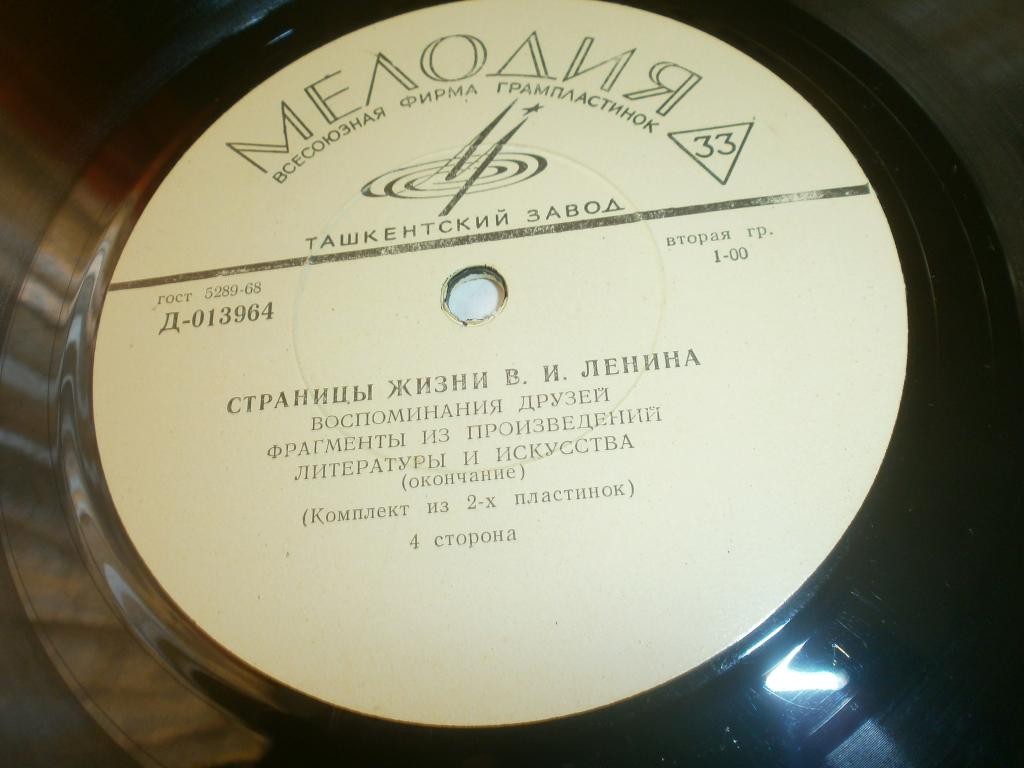 МЕЛОДИЯ
ВСЕСОЮЗНАЯ ФИРМА ГРАМПЛАСТИНОК
33
ТАШКЕНТСКИЙ ЗАВОД
вторая гр.
1-00
гост 5289-68
Д-013964
СТРАНИЦЫ ЖИЗНИ В. И. ЛЕНИНА
ВОСПОМИНАНИЯ ДРУЗЕЙ
ФРАГМЕНТЫ ИЗ ПРОИЗВЕДЕНИЙ
ЛИТЕРАТУРЫ И ИСКУССТВА
(окончание)
(Комплект из 2-х пластинок)
4 сторона